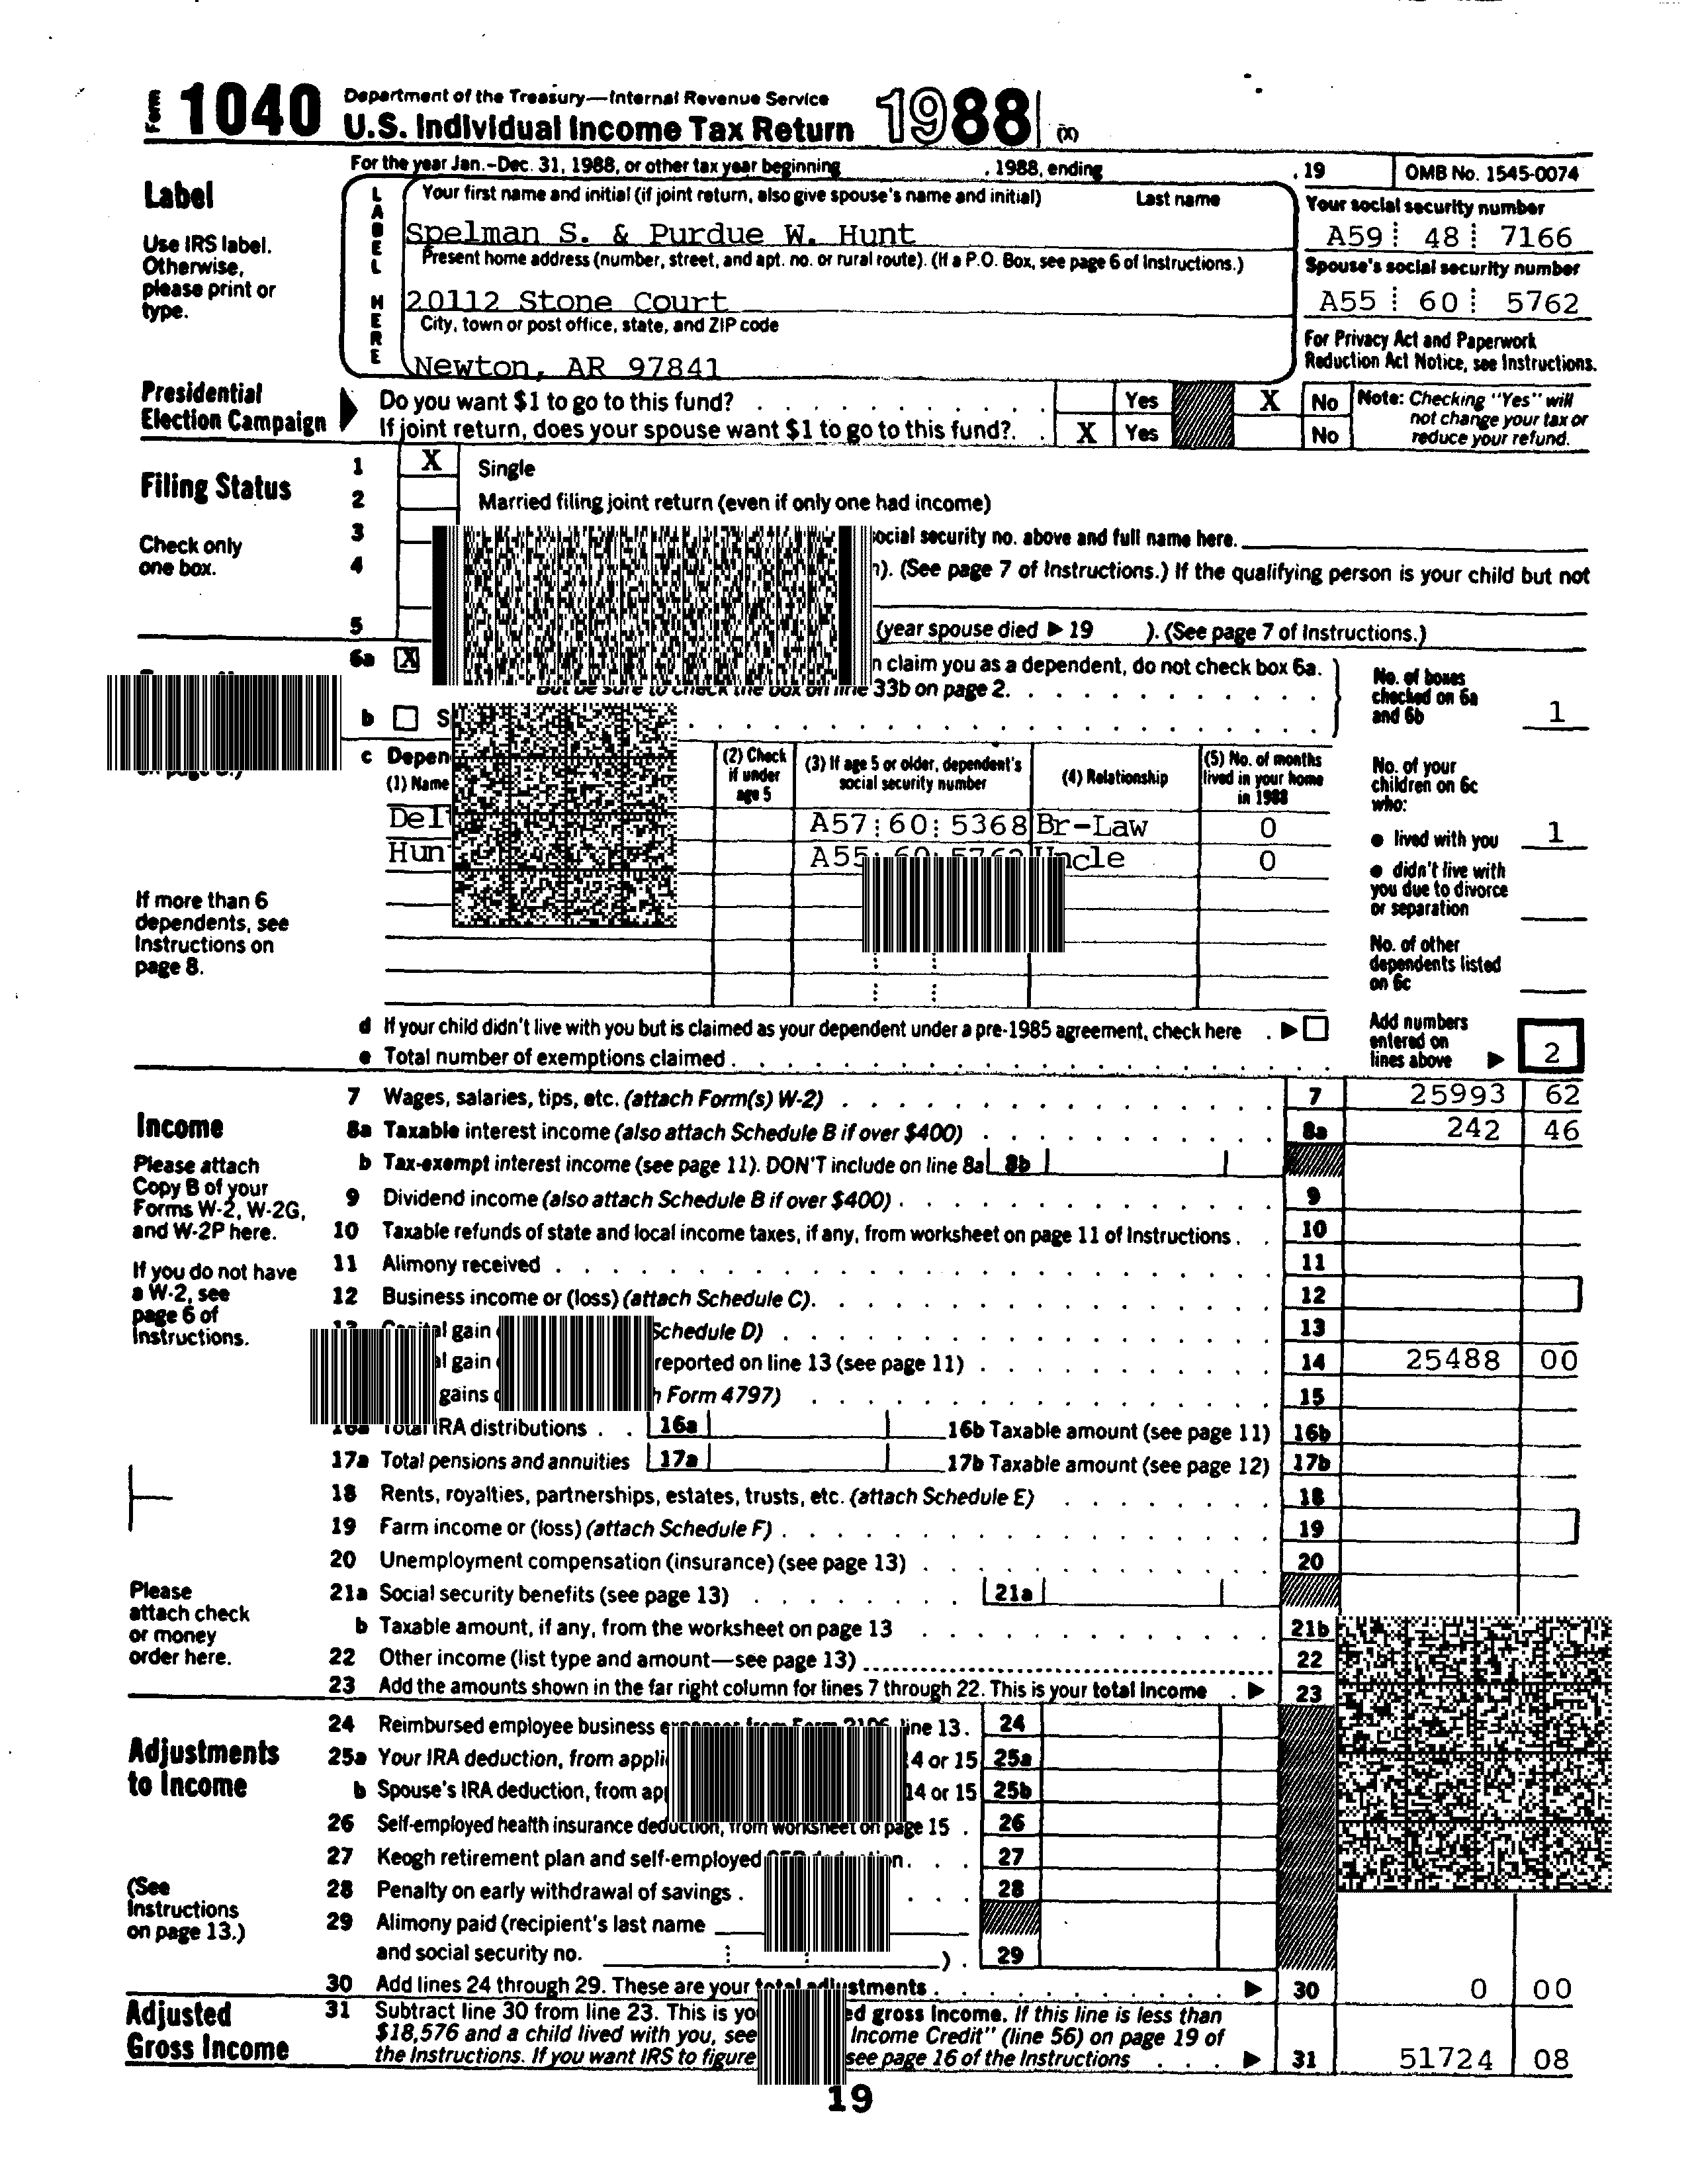 Form 1040 Department of the Treasury—Internal Revenue Service
U.S. Individual Income Tax Return 1988 (X)
For the year Jan.-Dec. 31, 1988, or other tax year beginning , 1988, ending , 19 OMB No. 1545-0074
Label
Use IRS label. Otherwise, please print or type.
LABEL HERE
Your first name and initial (if joint return, also give spouse's name and initial) Last name
Spelman S. & Purdue W. Hunt
Your social security number
A59 48 7166
Present home address (number, street, and apt. no. or rural route). (If a P.O. Box, see page 6 of Instructions.)
20112 Stone Court
Spouse's social security number
A55 60 5762
City, town or post office, state, and ZIP code
Newton, AR 97841
For Privacy Act and Paperwork Reduction Act Notice, see Instructions.
Presidential Election Campaign
Do you want $1 to go to this fund? Yes X No
If joint return, does your spouse want $1 to go to this fund? X Yes No
Note: Checking "Yes" will not change your tax or reduce your refund.
Filing Status
Check only one box.
1 X Single
2 Married filing joint return (even if only one had income)
3 social security no. above and full name here.
4 (See page 7 of Instructions.) If the qualifying person is your child but not
5 (year spouse died ▶ 19 ). (See page 7 of Instructions.)
6a X claim you as a dependent, do not check box 6a.
but be sure to check the box on line 33b on page 2.
No. of boxes checked on 6a and 6b 1
b
c
(1) Name
(2) Check if under age 5
(3) If age 5 or older, dependent's social security number
(4) Relationship
(5) No. of months lived in your home in 1988
A57 60 5368 Br-Law 0
Hun A55 60 5762 Uncle 0
If more than 6 dependents, see Instructions on page 8.
No. of your children on 6c who:
● lived with you 1
● didn't live with you due to divorce or separation
No. of other dependents listed on 6c
d If your child didn't live with you but is claimed as your dependent under a pre-1985 agreement, check here ▶
e Total number of exemptions claimed
Add numbers entered on lines above ▶ 2
Income
Please attach Copy B of your Forms W-2, W-2G, and W-2P here.
If you do not have a W-2, see page 6 of Instructions.
7 Wages, salaries, tips, etc. (attach Form(s) W-2) 7 25993 62
8a Taxable interest income (also attach Schedule B if over $400) 8a 242 46
b Tax-exempt interest income (see page 11). DON'T include on line 8a 8b
9 Dividend income (also attach Schedule B if over $400) 9
10 Taxable refunds of state and local income taxes, if any, from worksheet on page 11 of Instructions 10
11 Alimony received 11
12 Business income or (loss) (attach Schedule C) 12
13 Capital gain Schedule D) 13
gain reported on line 13 (see page 11) 14 25488 00
gains Form 4797) 15
16a Total IRA distributions 16a 16b Taxable amount (see page 11) 16b
17a Total pensions and annuities 17a 17b Taxable amount (see page 12) 17b
18 Rents, royalties, partnerships, estates, trusts, etc. (attach Schedule E) 18
19 Farm income or (loss) (attach Schedule F) 19
20 Unemployment compensation (insurance) (see page 13) 20
21a Social security benefits (see page 13) 21a
b Taxable amount, if any, from the worksheet on page 13 21b
22 Other income (list type and amount—see page 13) 22
23 Add the amounts shown in the far right column for lines 7 through 22. This is your total income ▶ 23
Please attach check or money order here.
Adjustments to Income
(See Instructions on page 13.)
24 Reimbursed employee business expenses from Form 2106, line 13 24
25a Your IRA deduction, from 14 or 15 25a
b Spouse's IRA deduction, from 14 or 15 25b
26 Self-employed health insurance deduction, from worksheet on page 15 26
27 Keogh retirement plan and self-employed 27
28 Penalty on early withdrawal of savings 28
29 Alimony paid (recipient's last name
and social security no. ) 29
30 Add lines 24 through 29. These are your total adjustments ▶ 30 0 00
Adjusted Gross Income
31 Subtract line 30 from line 23. This is gross income. If this line is less than
$18,576 and a child lived with you, see Income Credit" (line 56) on page 19 of
the Instructions. If you want IRS to figure see page 16 of the Instructions ▶ 31 51724 08
19